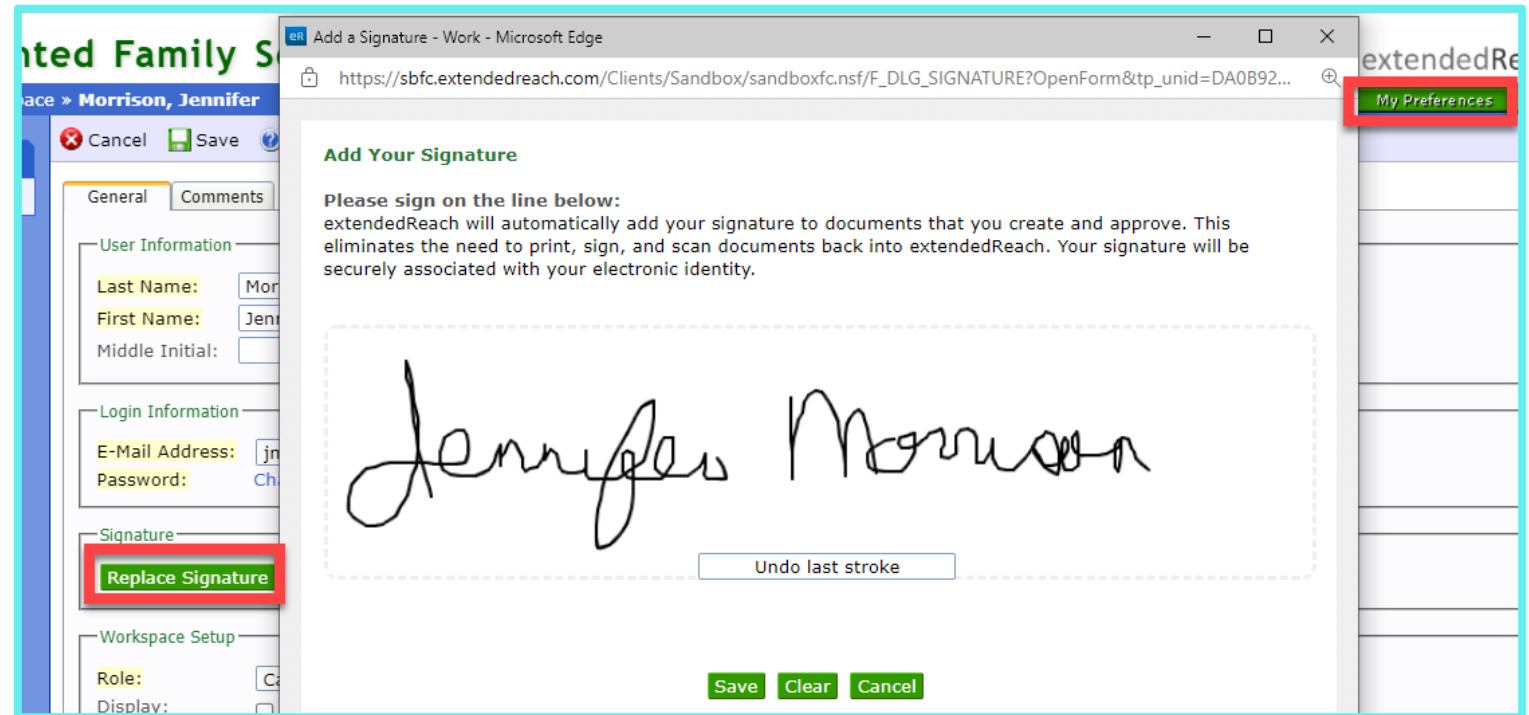 nted Family S
extendedRe
ace » Morrison, Jennifer
My Preferences
Cancel Save
General Comments
User Information
Last Name: Mor
First Name: Jenn
Middle Initial:
Login Information
E-Mail Address: jn
Password: Cha
Signature
Replace Signature
Workspace Setup
Role: Ca
Display:
eR Add a Signature - Work - Microsoft Edge
https://sbfc.extendedreach.com/Clients/Sandbox/sandboxfc.nsf/F_DLG_SIGNATURE?OpenForm&tp_unid=DA0B92...
Add Your Signature
Please sign on the line below:
extendedReach will automatically add your signature to documents that you create and approve. This
eliminates the need to print, sign, and scan documents back into extendedReach. Your signature will be
securely associated with your electronic identity.
Jennifer Morrison
Undo last stroke
Save Clear Cancel